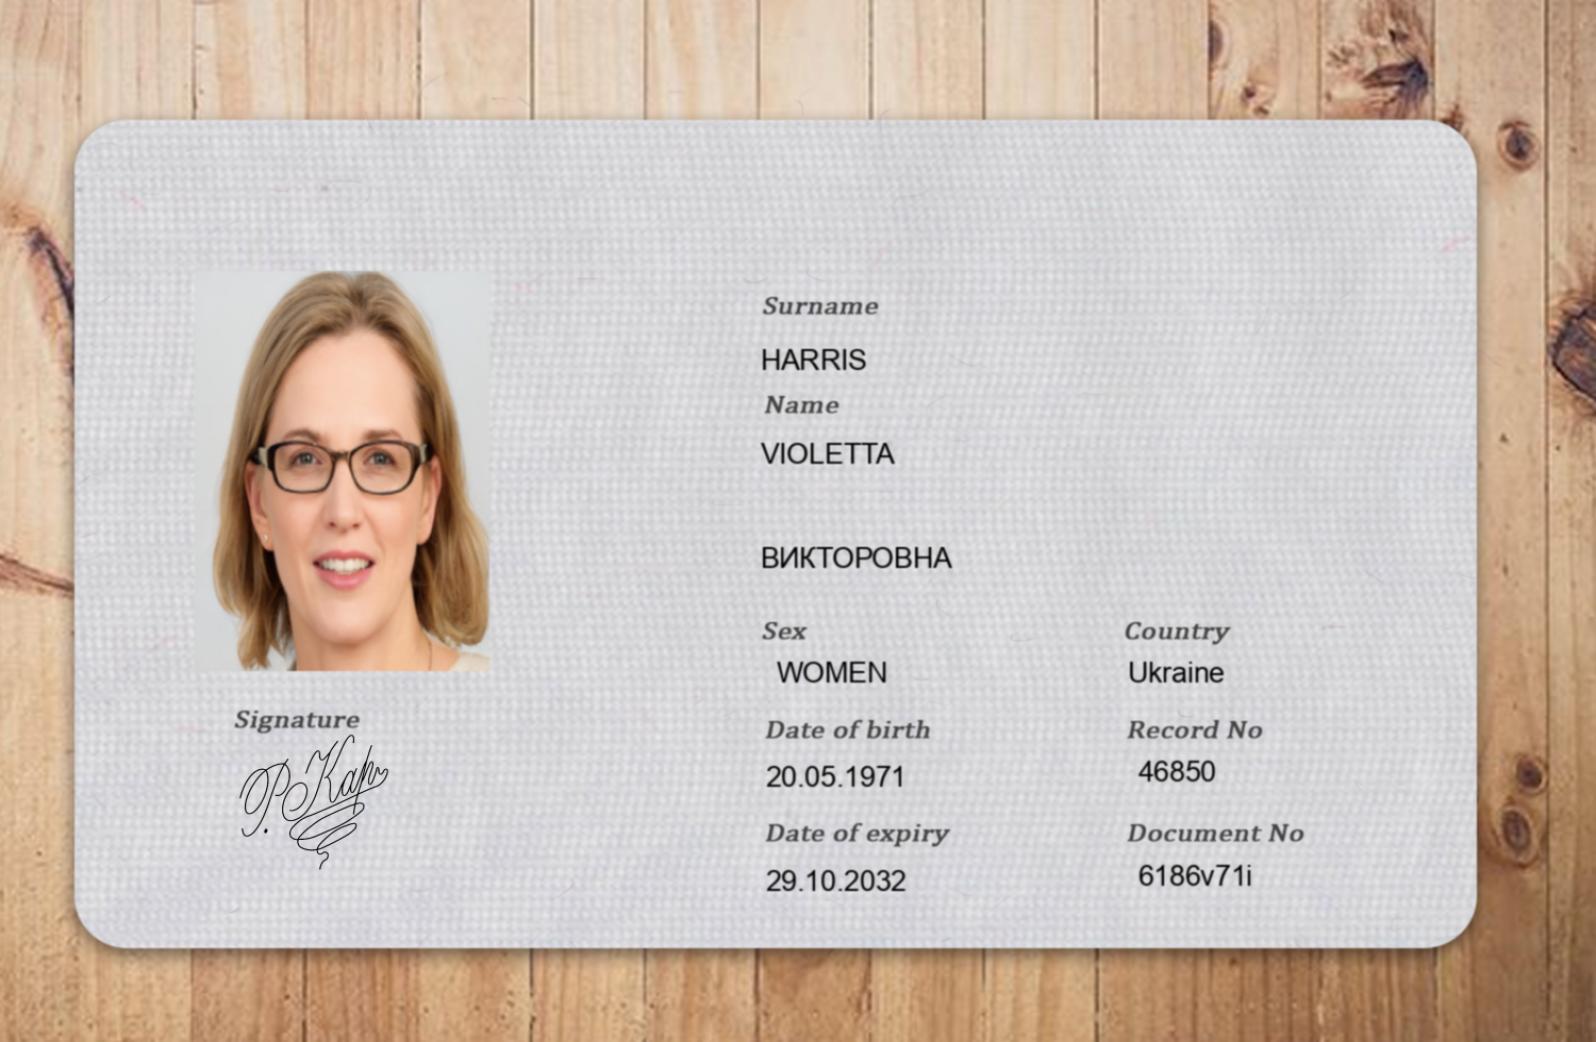 Surname
HARRIS
Name
VIOLETTA
ВИКТОРОВНА
Sex Country
WOMEN Ukraine
Signature
Date of birth Record No
20.05.1971 46850
Date of expiry Document No
29.10.2032 6186v71i